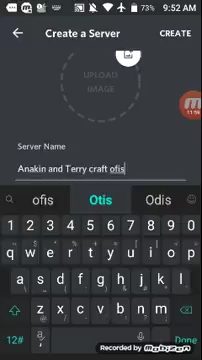 73% 9:52 AM
Create a Server CREATE
UPLOAD
IMAGE
Server Name
Anakin and Terry craft ofis
ofis Otis Odis
1 2 3 4 5 6 7 8 9 0
q w e r t y u i o p
a s d f g h j k l
z x c v b n m
12# Done
Recorded by Mobizen